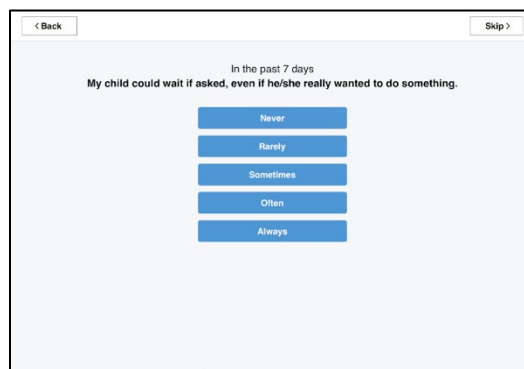 < Back
Skip >
In the past 7 days
My child could wait if asked, even if he/she really wanted to do something.
Never
Rarely
Sometimes
Often
Always